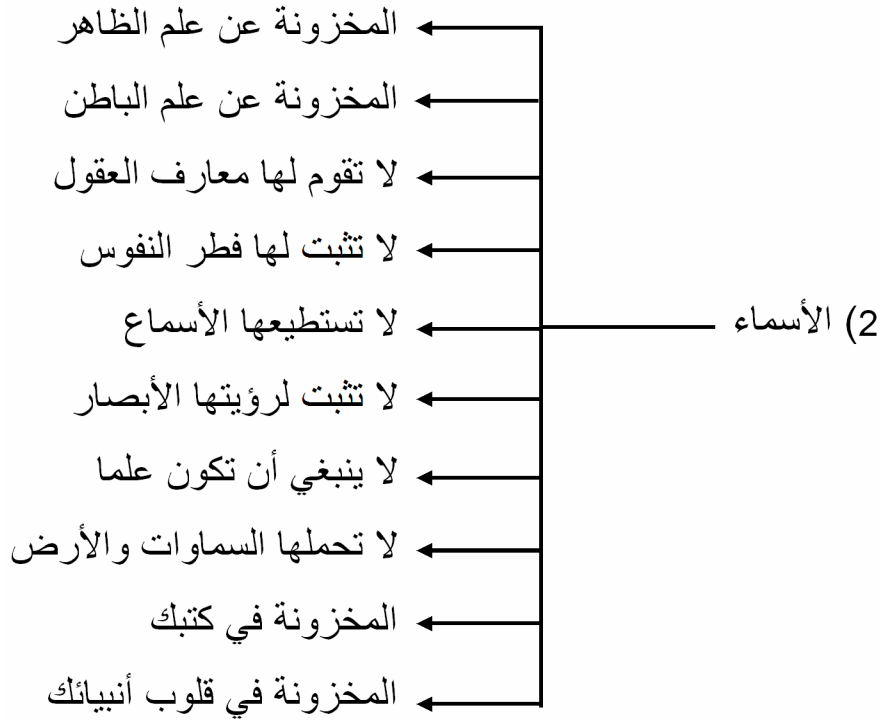 2) الأسماء
المخزونة عن علم الظاهر
المخزونة عن علم الباطن
لا تقوم لها معارف العقول
لا تثبت لها فطر النفوس
لا تستطيعها الأسماع
لا تثبت لرؤيتها الأبصار
لا ينبغي أن تكون علما
لا تحملها السماوات والأرض
المخزونة في كتبك
المخزونة في قلوب أنبيائك